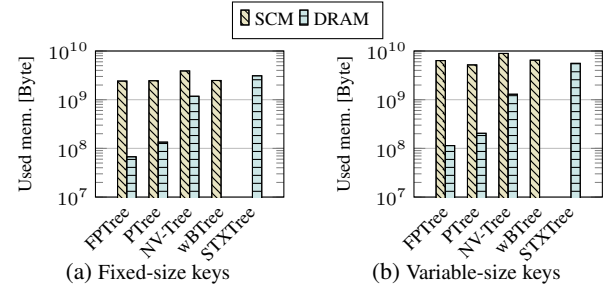 SCM DRAM
Used mem. [Byte]
10^10
10^9
10^8
10^7
FPTree
PTree
NV-Tree
wBTree
STXTree
(a) Fixed-size keys
Used mem. [Byte]
10^10
10^9
10^8
10^7
FPTree
PTree
NV-Tree
wBTree
STXTree
(b) Variable-size keys